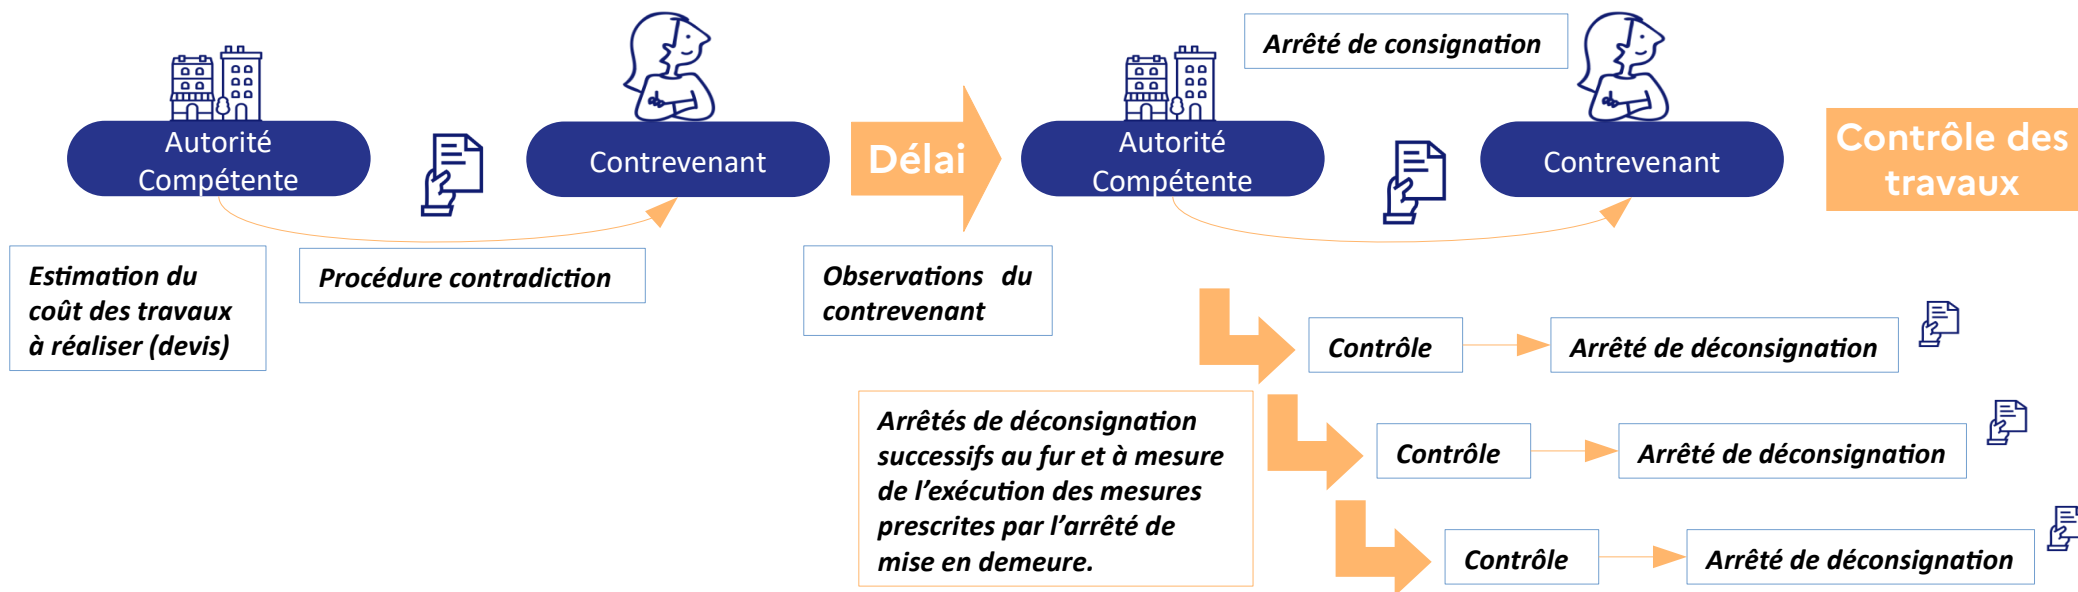 Arrêté de consignation
Autorité
Compétente
Contrevenant
Délai
Autorité
Compétente
Contrevenant
Contrôle des
travaux
Estimation du
coût des travaux
à réaliser (devis)
Procédure contradiction
Observations du
contrevenant
Contrôle
Arrêté de déconsignation
Arrêtés de déconsignation
successifs au fur et à mesure
de l’exécution des mesures
prescrites par l’arrêté de
mise en demeure.
Contrôle
Arrêté de déconsignation
Contrôle
Arrêté de déconsignation